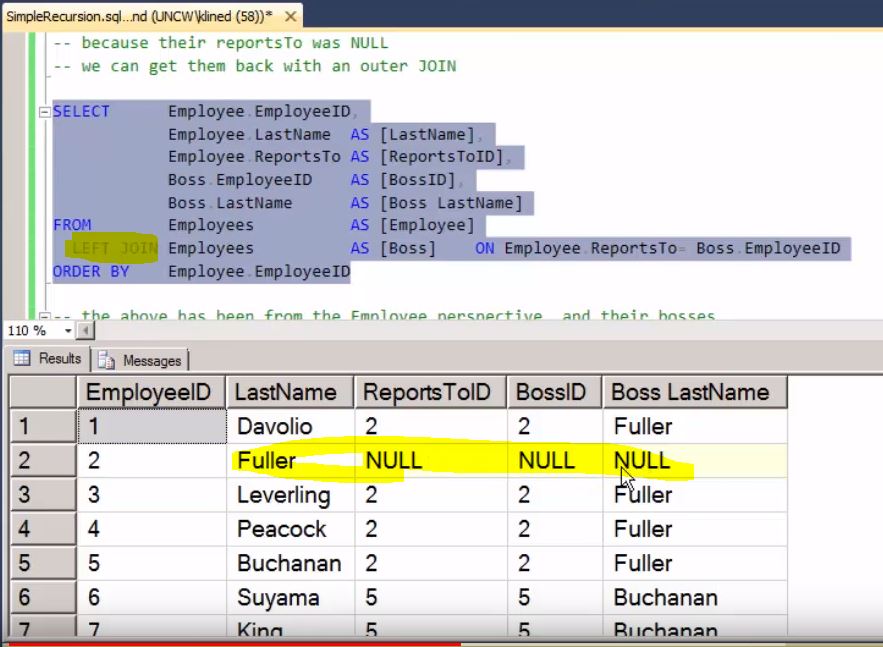 SimpleRecursion.sql...nd (UNCW\klined (58))* ×
-- because their reportsTo was NULL
-- we can get them back with an outer JOIN
SELECT Employee.EmployeeID,
Employee.LastName AS [LastName],
Employee.ReportsTo AS [ReportsToID],
Boss.EmployeeID AS [BossID],
Boss.LastName AS [Boss LastName]
FROM Employees AS [Employee]
LEFT JOIN Employees AS [Boss] ON Employee.ReportsTo= Boss.EmployeeID
ORDER BY Employee.EmployeeID
-- the above has been from the Employee perspective, and their bosses
110 %
Results Messages
EmployeeID LastName ReportsToID BossID Boss LastName
1 1 Davolio 2 2 Fuller
2 2 Fuller NULL NULL NULL
3 3 Leverling 2 2 Fuller
4 4 Peacock 2 2 Fuller
5 5 Buchanan 2 2 Fuller
6 6 Suyama 5 5 Buchanan
7 7 King 5 5 Buchanan